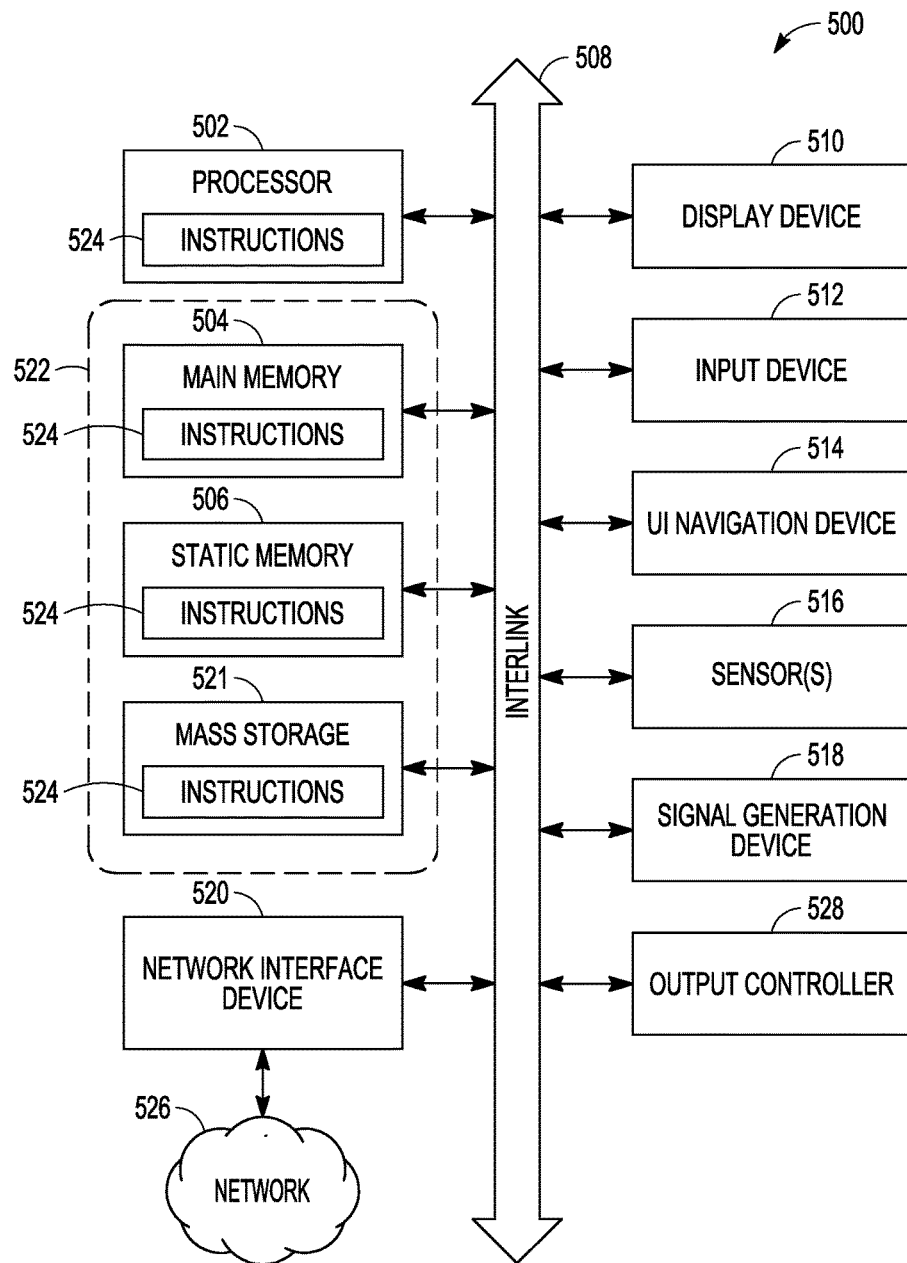 500
508
502
PROCESSOR
524
INSTRUCTIONS
522
504
MAIN MEMORY
524
INSTRUCTIONS
506
STATIC MEMORY
524
INSTRUCTIONS
521
MASS STORAGE
524
INSTRUCTIONS
520
NETWORK INTERFACE
DEVICE
526
NETWORK
INTERLINK
510
DISPLAY DEVICE
512
INPUT DEVICE
514
UI NAVIGATION DEVICE
516
SENSOR(S)
518
SIGNAL GENERATION
DEVICE
528
OUTPUT CONTROLLER